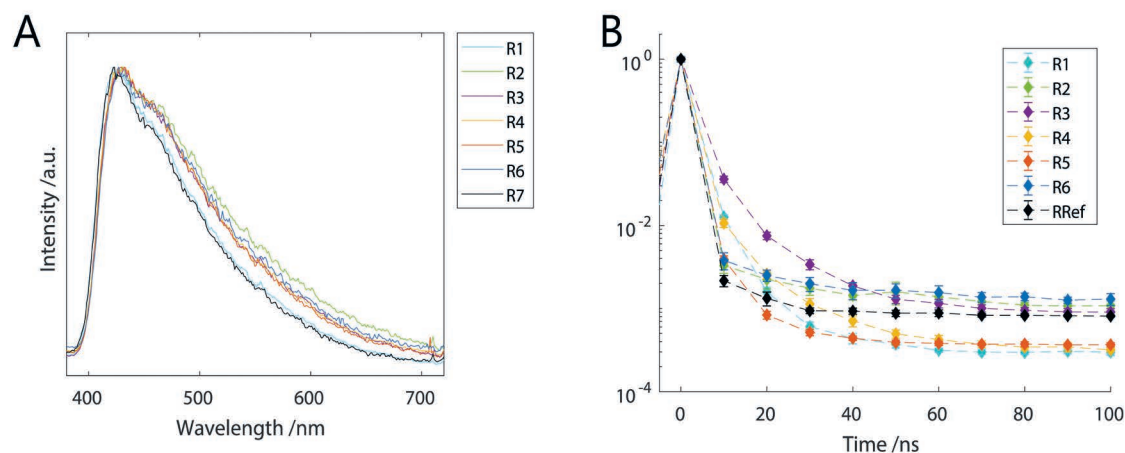 A
Intensity /a.u.
400
500
600
700
Wavelength /nm
R1
R2
R3
R4
R5
R6
R7
B
10^0
10^-2
10^-4
0
20
40
60
80
100
Time /ns
R1
R2
R3
R4
R5
R6
RRef